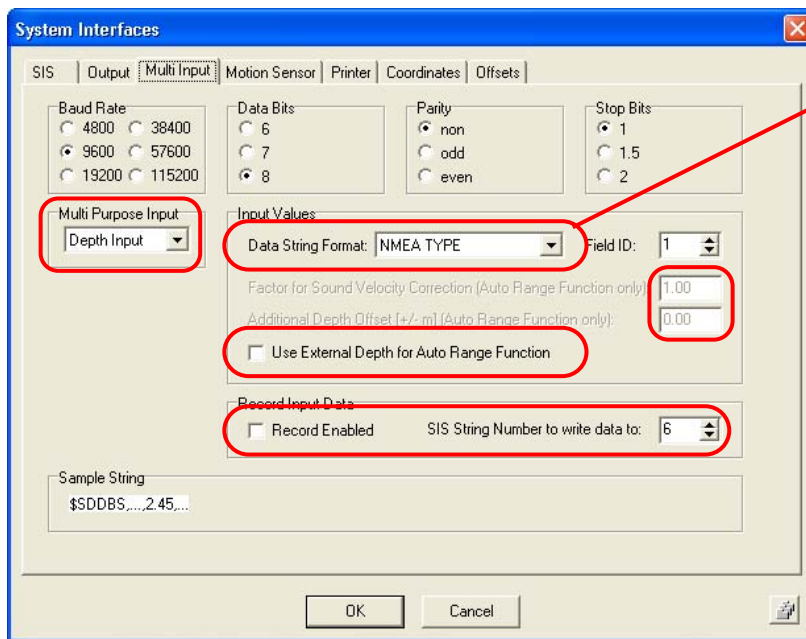 System Interfaces
SIS Output Multi Input Motion Sensor Printer Coordinates Offsets
Baud Rate Data Bits Parity Stop Bits
4800 38400 6 non 1
9600 57600 7 odd 1.5
19200 115200 8 even 2
Multi Purpose Input Input Values
Depth Input Data String Format: NMEA TYPE Field ID: 1
Factor for Sound Velocity Correction (Auto Range Function only): 1.00
Additional Depth Offset [+/- m] (Auto Range Function only): 0.00
Use External Depth for Auto Range Function
Record Input Data
Record Enabled SIS String Number to write data to: 6
Sample String
$SDDBS,...,2.45,...
OK Cancel